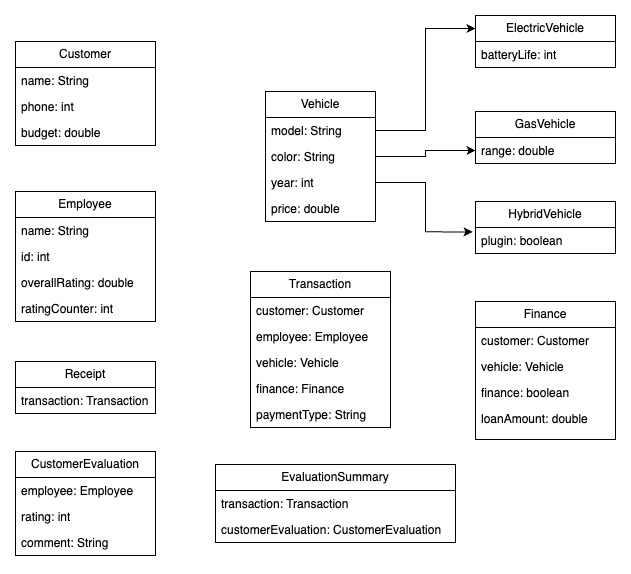 Customer
name: String
phone: int
budget: double
Employee
name: String
id: int
overallRating: double
ratingCounter: int
Receipt
transaction: Transaction
CustomerEvaluation
employee: Employee
rating: int
comment: String
Vehicle
model: String
color: String
year: int
price: double
Transaction
customer: Customer
employee: Employee
vehicle: Vehicle
finance: Finance
paymentType: String
EvaluationSummary
transaction: Transaction
customerEvaluation: CustomerEvaluation
ElectricVehicle
batteryLife: int
GasVehicle
range: double
HybridVehicle
plugin: boolean
Finance
customer: Customer
vehicle: Vehicle
finance: boolean
loanAmount: double